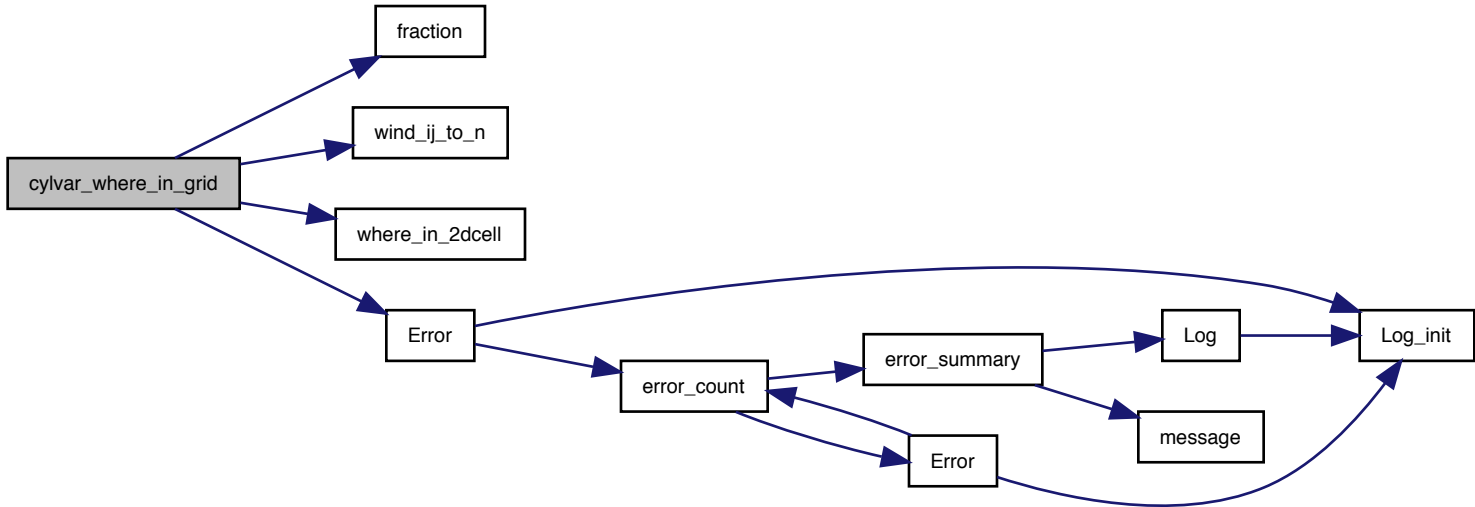 fraction
wind_ij_to_n
cylvar_where_in_grid
where_in_2dcell
Error
error_count
error_summary
Log
Log_init
message
Error